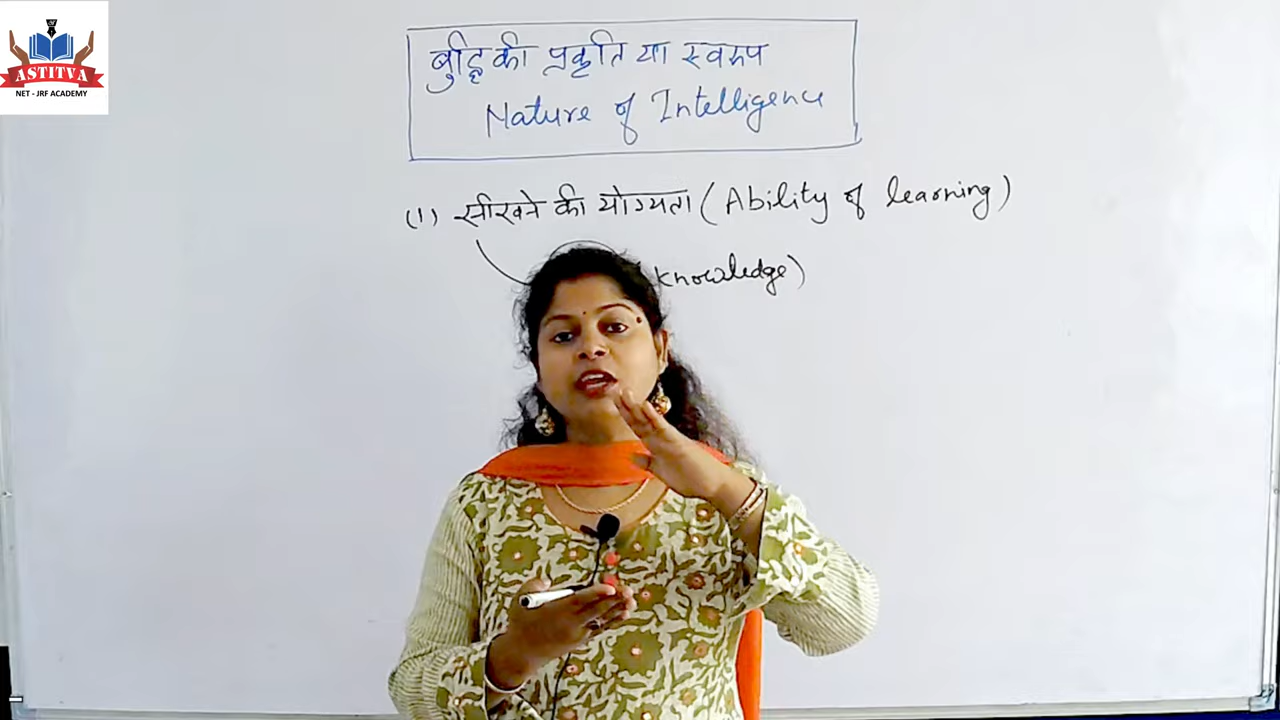 ASTITVA
NET - JRF ACADEMY
बुद्धि की प्रकृति या स्वरूप
Nature of Intelligence
(1) सीखने की योग्यता (Ability of learning)
(knowledge)